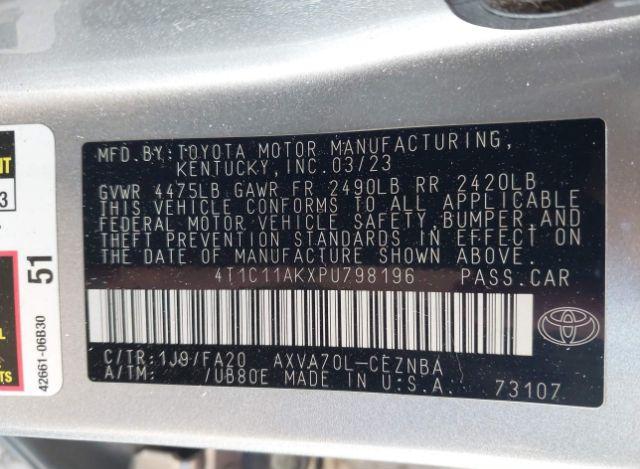 MFD.BY:TOYOTA MOTOR MANUFACTURING,
KENTUCKY,INC.03/23
GVWR 4475LB GAWR FR 2490LB RR 2420LB
THIS VEHICLE CONFORMS TO ALL APPLICABLE
FEDERAL MOTOR VEHICLE SAFETY,BUMPER,AND
THEFT PREVENTION STANDARDS IN EFFECT ON
THE DATE OF MANUFACTURE SHOWN ABOVE.
4T1C11AKXPU798196 PASS.CAR
C/TR:1J9/FA20 AXVA70L-CEZNBA
A/TM: /UB80E MADE IN U.S.A. 73107
51
42661-06B30